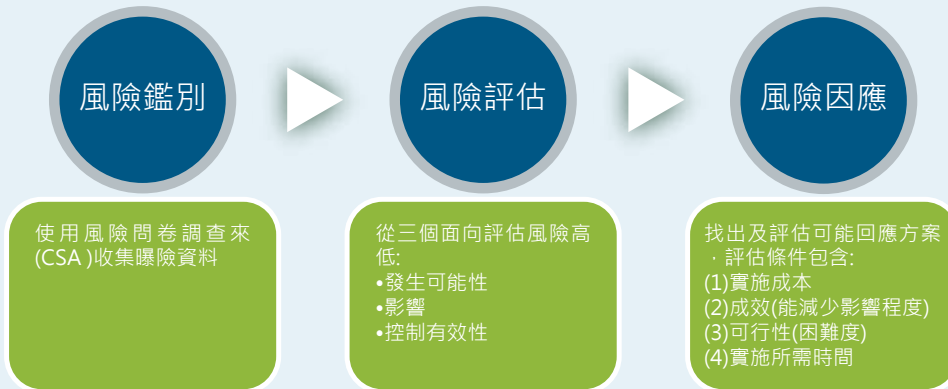 風險鑑別
風險評估
風險因應
使用風險問卷調查來
(CSA )收集曝險資料
從三個面向評估風險高
低:
•發生可能性
•影響
•控制有效性
找出及評估可能回應方案
，評估條件包含:
(1)實施成本
(2)成效(能減少影響程度)
(3)可行性(困難度)
(4)實施所需時間